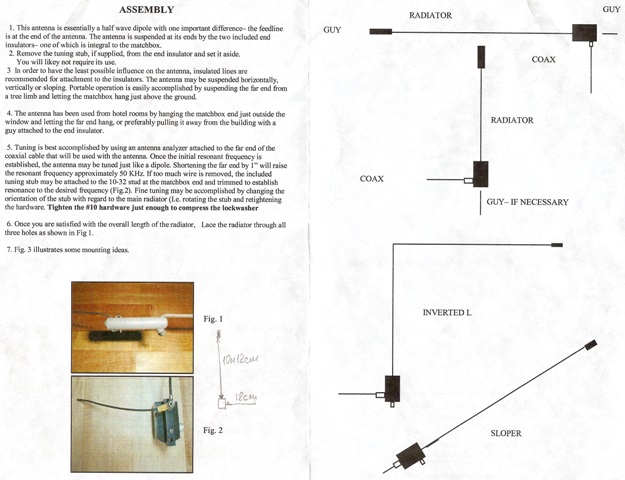 ASSEMBLY
1. This antenna is essentially a half wave dipole with one important difference– the feedline
is at the end of the antenna. The antenna is suspended at its ends by the two included end
insulators– one of which is integral to the matchbox.
2. Remove the tuning stub, if supplied, from the end insulator and set it aside.
You will likey not require its use.
3 In order to have the least possible influence on the antenna, insulated lines are
recommended for attachment to the insulators. The antenna may be suspended horizontally,
vertically or sloping. Portable operation is easily accomplished by suspending the far end from
a tree limb and letting the matchbox hang just above the ground.
4. The antenna has been used from hotel rooms by hanging the matchbox end just outside the
window and letting the far end hang, or preferably pulling it away from the building with a
guy attached to the end insulator.
5. Tuning is best accomplished by using an antenna analyzer attached to the far end of the
coaxial cable that will be used with the antenna. Once the initial resonant frequency is
established, the antenna may be tuned just like a dipole. Shortening the far end by 1" will raise
the resonant frequency approximately 50 KHz. If too much wire is removed, the included
tuning stub may be attached to the 10-32 stud at the matchbox end and trimmed to establish
resonance to the desired frequency (Fig.2). Fine tuning may be accomplished by changing the
orientation of the stub with regard to the main radiator (I.e. rotating the stub and retightening
the hardware. Tighten the #10 hardware just enough to compress the lockwasher
6. Once you are satisfied with the overall length of the radiator, Lace the radiator through all
three holes as shown in Fig 1.
7. Fig. 3 illustrates some mounting ideas.
Fig. 1
18cm
Fig. 2
RADIATOR
GUY
GUY
COAX
RADIATOR
COAX
GUY– IF NECESSARY
INVERTED L
SLOPER